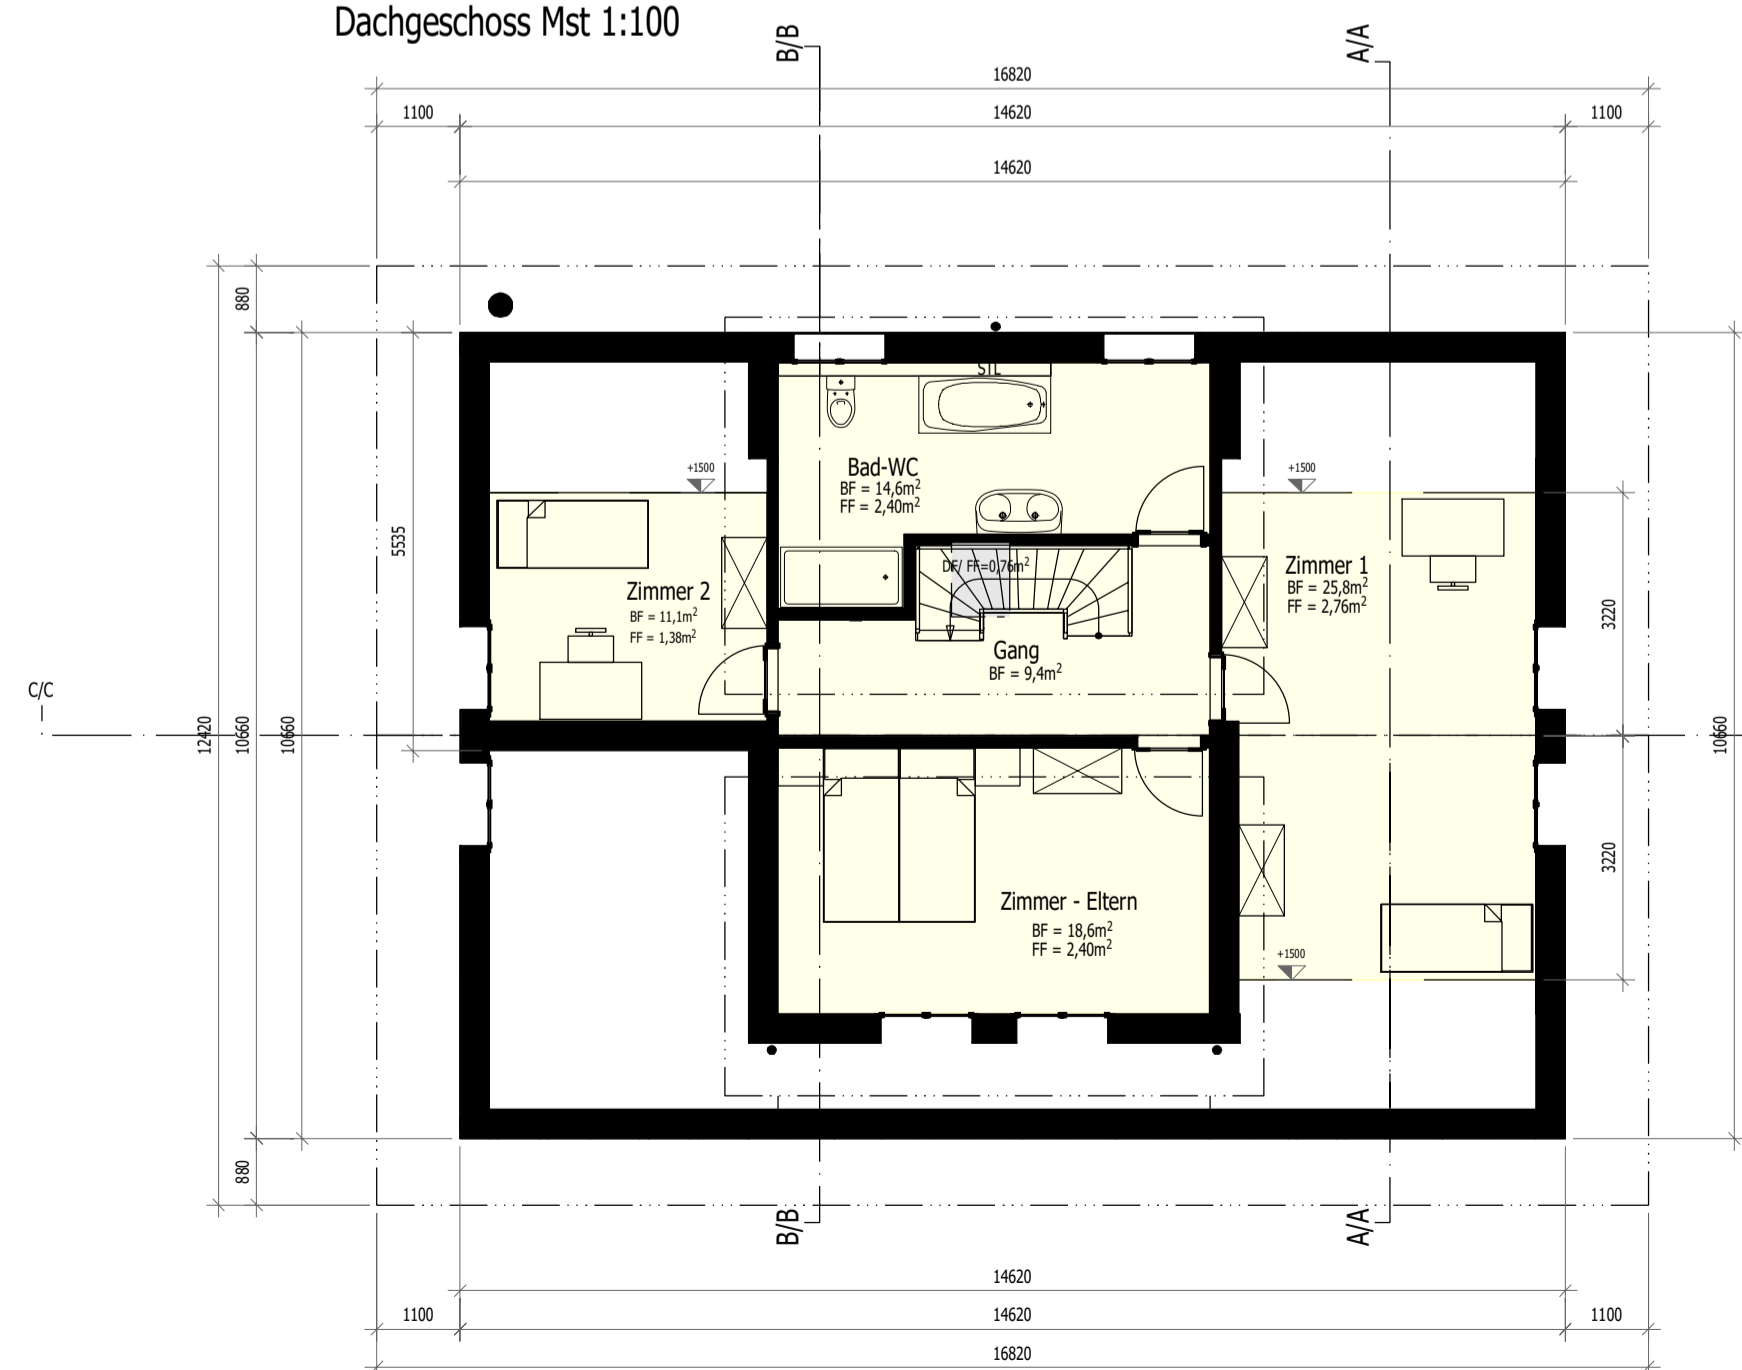 Dachgeschoss Mst 1:100
B/B
A/A
16820
1100
14620
1100
14620
880
STL
Bad-WC
BF = 14,6m²
FF = 2,40m²
+1500
+1500
5535
DF/ FF=0,76m²
Zimmer 1
BF = 25,8m²
FF = 2,76m²
Zimmer 2
BF = 11,1m²
FF = 1,38m²
3220
Gang
BF = 9,4m²
C/C
12420
10660
10660
10660
3220
Zimmer - Eltern
BF = 18,6m²
FF = 2,40m²
+1500
880
B/B
A/A
14620
1100
14620
1100
16820